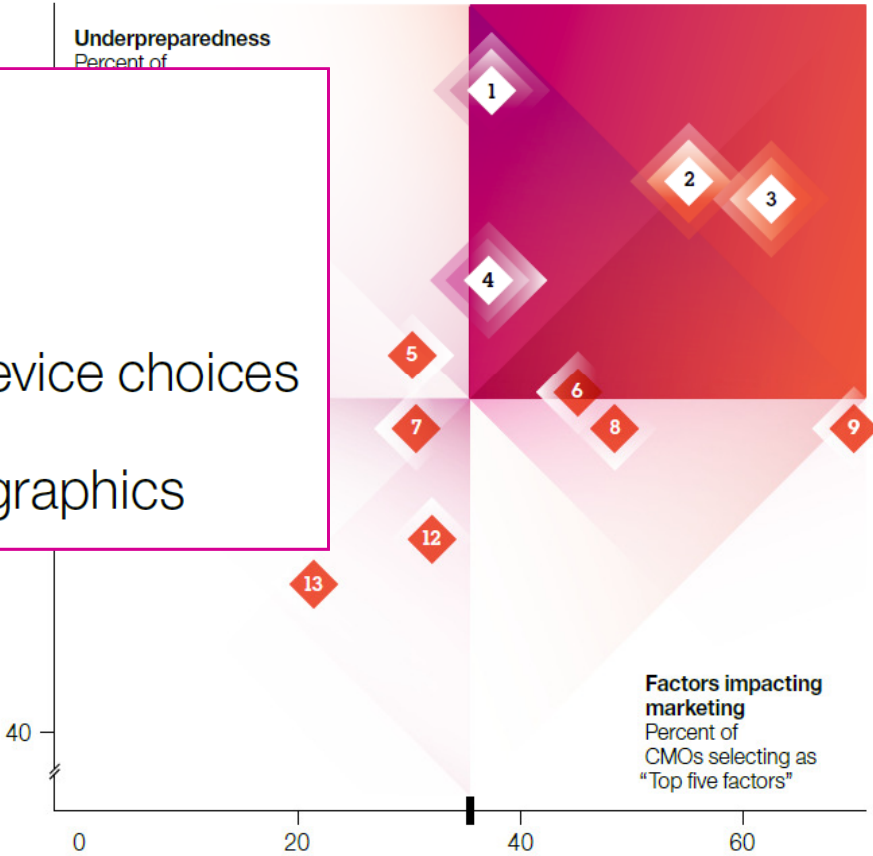 Underpreparedness
Percent of
1
2
3
4
5
evice choices
6
7
8
9
graphics
12
13
Factors impacting
marketing
Percent of
40
CMOs selecting as
“Top five factors”
0
20
40
60